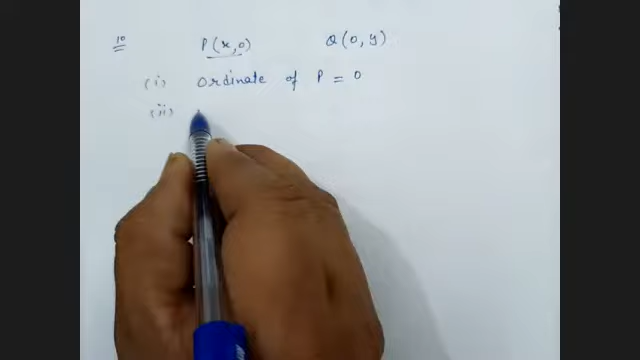 10 P(x,0) Q(0,y)
(i) Ordinate of P = 0
(ii)